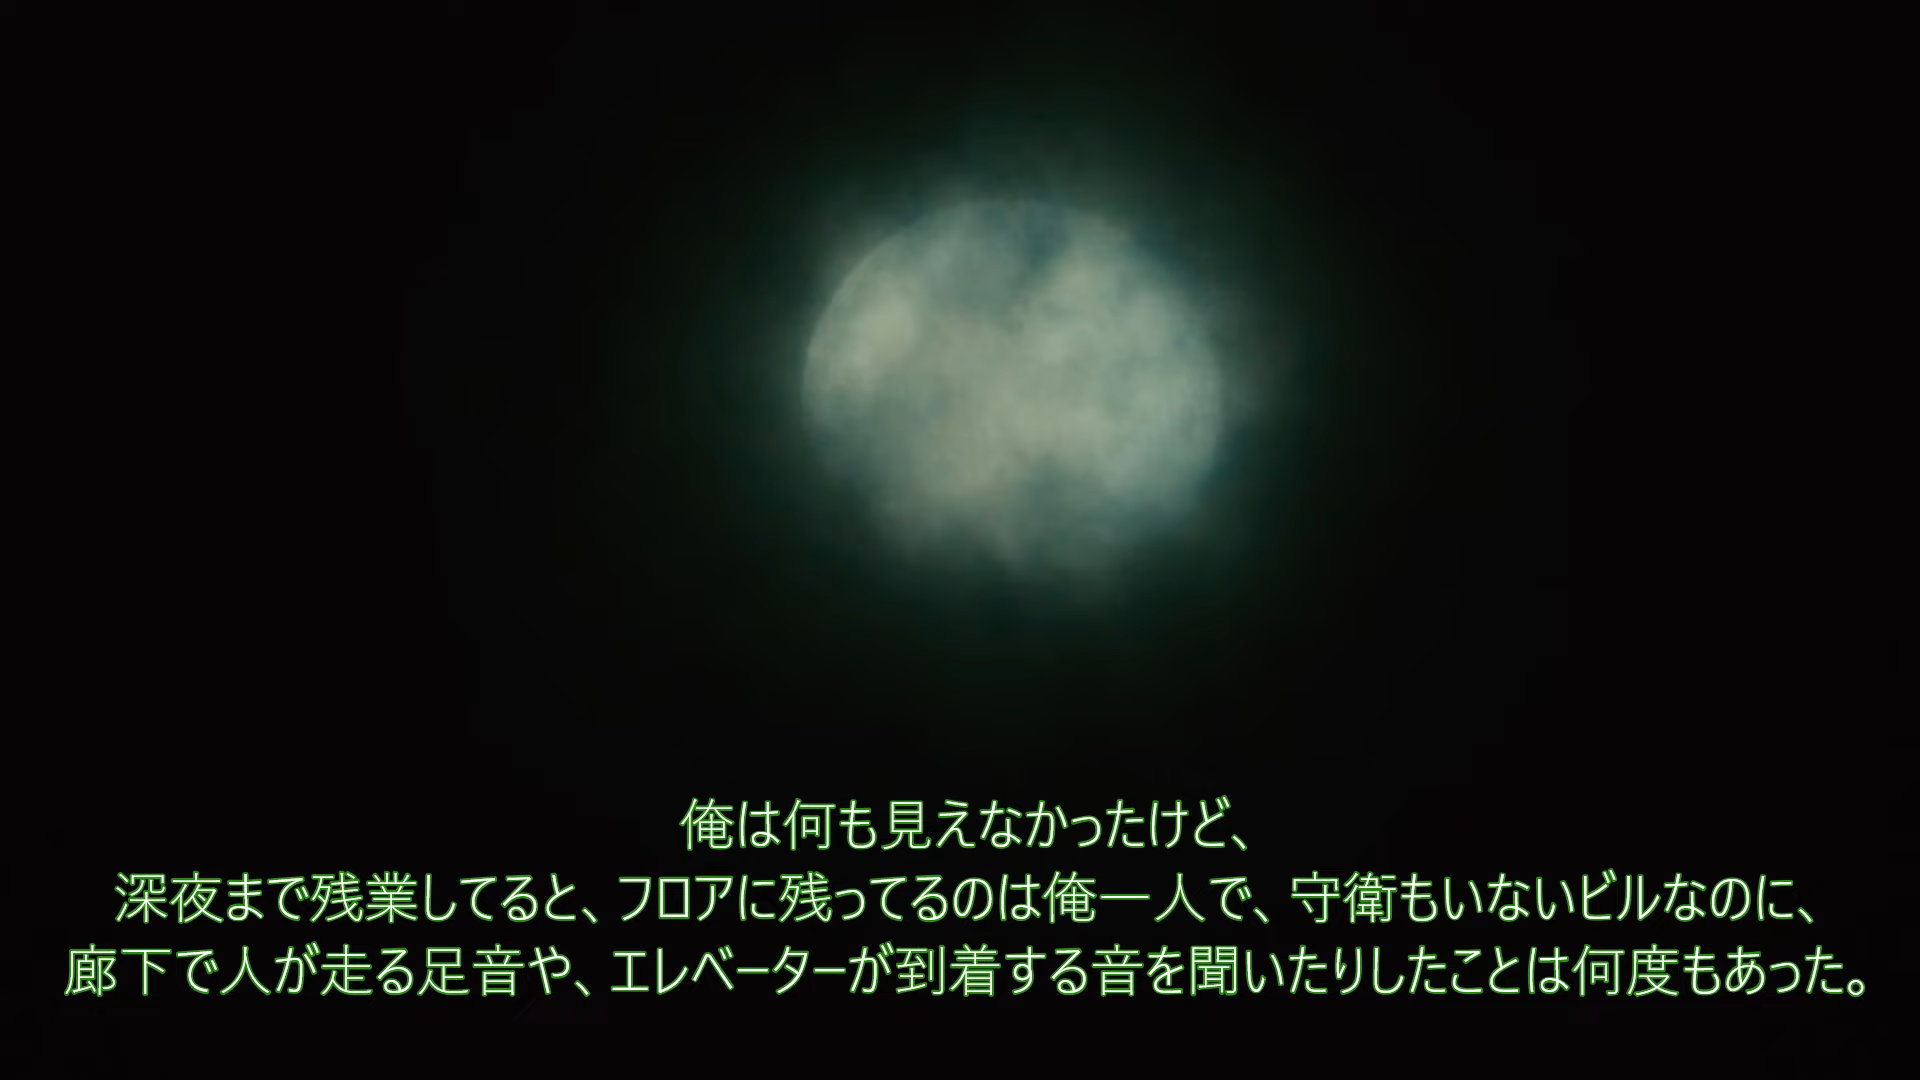 俺は何も見えなかったけど、
深夜まで残業してると、フロアに残ってるのは俺一人で、守衛もいないビルなのに、
廊下で人が走る足音や、エレベーターが到着する音を聞いたりしたことは何度もあった。